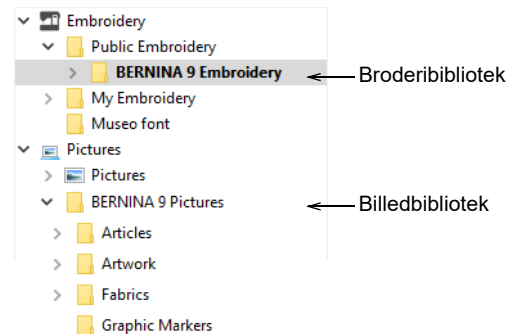 Embroidery
Public Embroidery
BERNINA 9 Embroidery Broderibibliotek
My Embroidery
Museo font
Pictures
Pictures
BERNINA 9 Pictures Billedbibliotek
Articles
Artwork
Fabrics
Graphic Markers